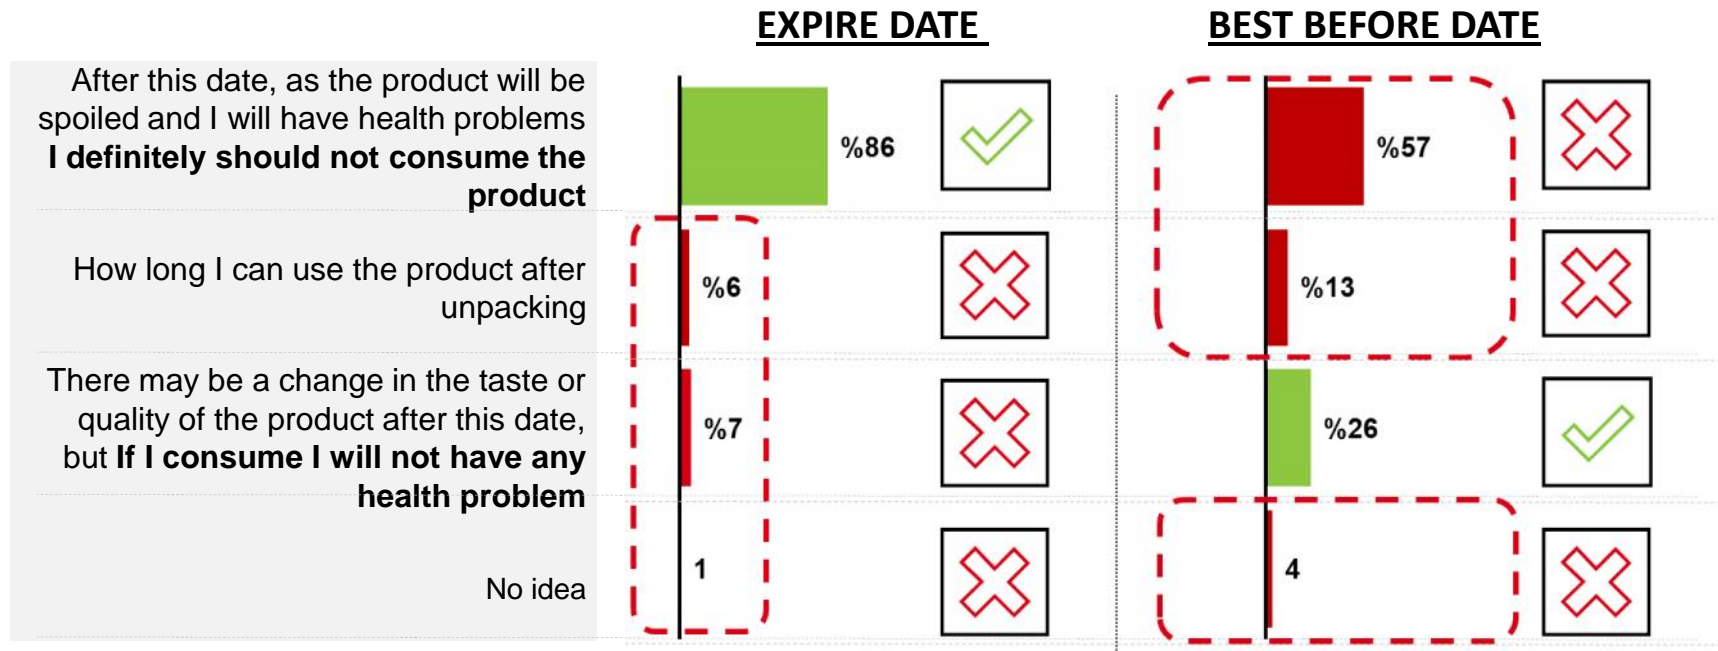 EXPIRE DATE
BEST BEFORE DATE
After this date, as the product will be
spoiled and I will have health problems
I definitely should not consume the
product
%86
%57
How long I can use the product after
unpacking
%6
%13
There may be a change in the taste or
quality of the product after this date,
but If I consume I will not have any
health problem
%7
%26
No idea
1
4